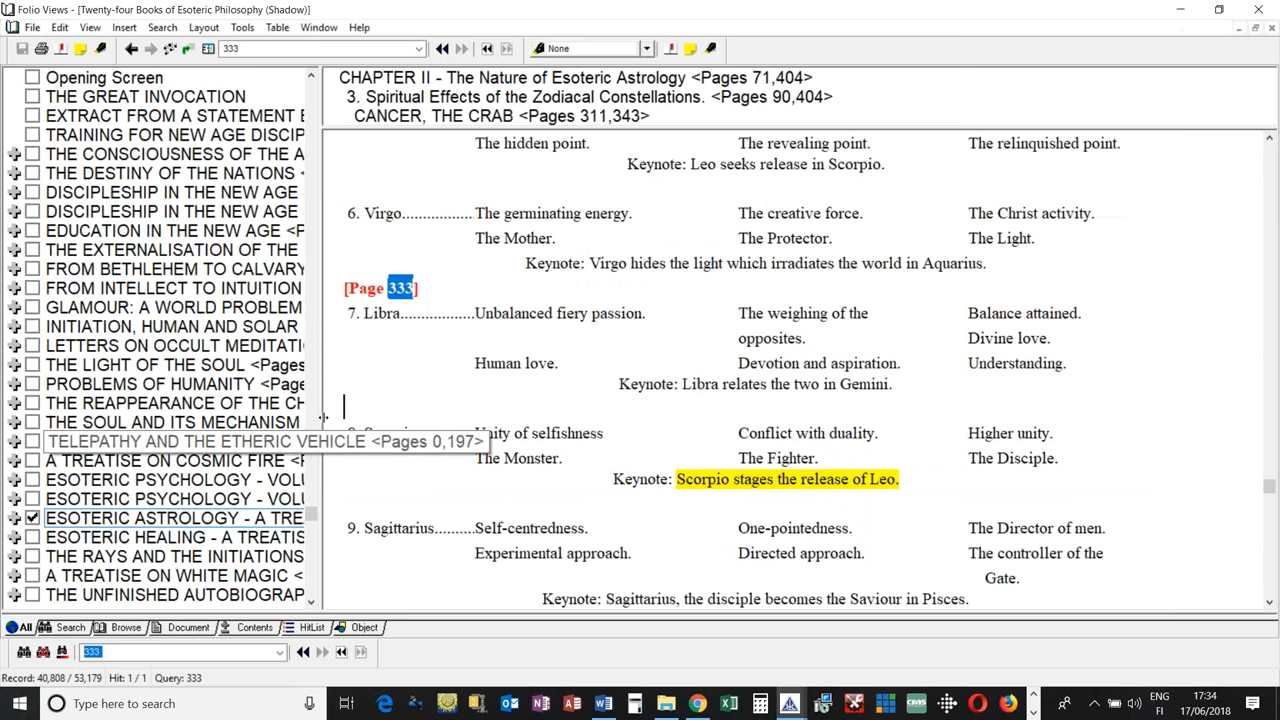 Folio Views - [Twenty-four Books of Esoteric Philosophy (Shadow)]
File Edit View Insert Search Layout Tools Table Window Help
333 None
Opening Screen
THE GREAT INVOCATION
EXTRACT FROM A STATEMENT B
TRAINING FOR NEW AGE DISCIP
THE CONSCIOUSNESS OF THE A
THE DESTINY OF THE NATIONS <
DISCIPLESHIP IN THE NEW AGE
DISCIPLESHIP IN THE NEW AGE
EDUCATION IN THE NEW AGE <P
THE EXTERNALISATION OF THE
FROM BETHLEHEM TO CALVARY
FROM INTELLECT TO INTUITION
GLAMOUR: A WORLD PROBLEM
INITIATION, HUMAN AND SOLAR
LETTERS ON OCCULT MEDITATI
THE LIGHT OF THE SOUL <Pages
PROBLEMS OF HUMANITY <Page
THE REAPPEARANCE OF THE CH
THE SOUL AND ITS MECHANISM
TELEPATHY AND THE ETHERIC VEHICLE <Pages 0,197>
A TREATISE ON COSMIC FIRE <P
ESOTERIC PSYCHOLOGY - VOLU
ESOTERIC PSYCHOLOGY - VOLU
ESOTERIC ASTROLOGY - A TREA
ESOTERIC HEALING - A TREATIS
THE RAYS AND THE INITIATIONS
A TREATISE ON WHITE MAGIC <
THE UNFINISHED AUTOBIOGRAP
CHAPTER II - The Nature of Esoteric Astrology <Pages 71,404>
3. Spiritual Effects of the Zodiacal Constellations. <Pages 90,404>
CANCER, THE CRAB <Pages 311,343>
The hidden point. The revealing point. The relinquished point.
Keynote: Leo seeks release in Scorpio.
6. Virgo.................The germinating energy. The creative force. The Christ activity.
The Mother. The Protector. The Light.
Keynote: Virgo hides the light which irradiates the world in Aquarius.
[Page 333]
7. Libra.................Unbalanced fiery passion. The weighing of the Balance attained.
opposites. Divine love.
Human love. Devotion and aspiration. Understanding.
Keynote: Libra relates the two in Gemini.
Unity of selfishness Conflict with duality. Higher unity.
The Monster. The Fighter. The Disciple.
Keynote: Scorpio stages the release of Leo.
9. Sagittarius.........Self-centredness. One-pointedness. The Director of men.
Experimental approach. Directed approach. The controller of the
Gate.
Keynote: Sagittarius, the disciple becomes the Saviour in Pisces.
All Search Browse Document Contents HitList Object
333
Record: 40,808 / 53,179 Hit: 1 / 1 Query: 333
Type here to search
ENG 17:34
FI 17/06/2018